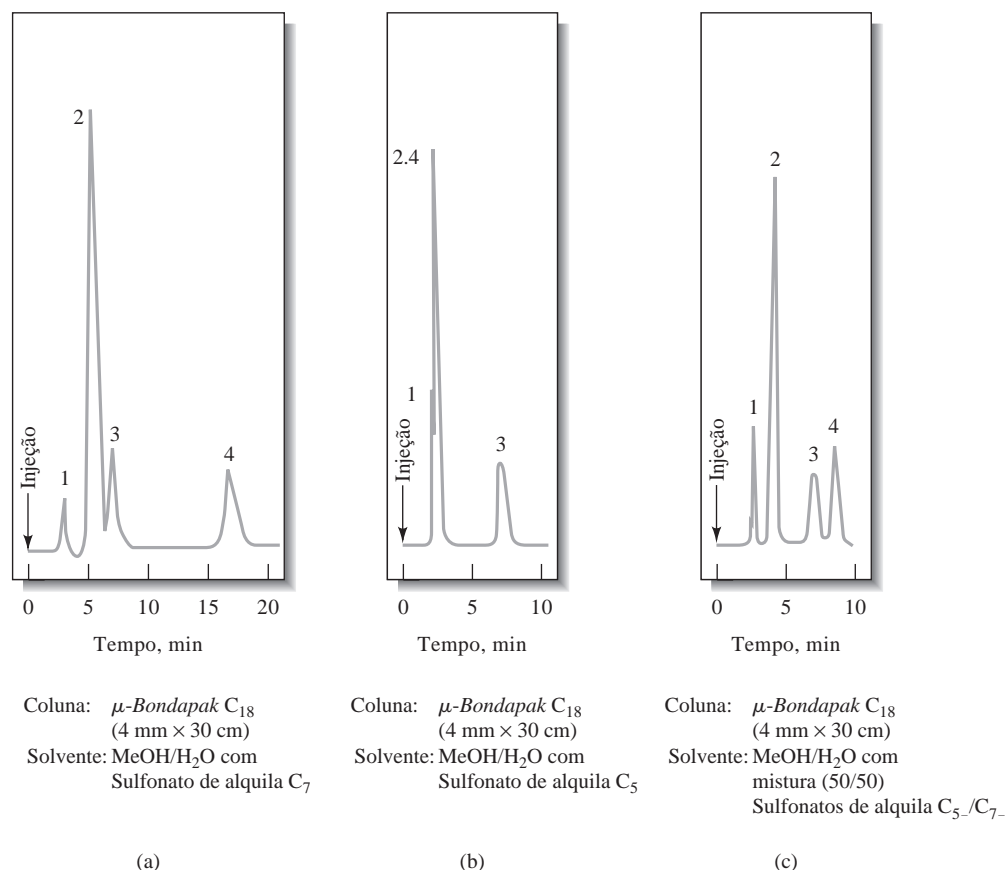 2
3
1
4
Injeção
0 5 10 15 20
Tempo, min
Coluna: μ-Bondapak C18
(4 mm × 30 cm)
Solvente: MeOH/H2O com
Sulfonato de alquila C7
(a)
2.4
1
3
Injeção
0 5 10
Tempo, min
Coluna: μ-Bondapak C18
(4 mm × 30 cm)
Solvente: MeOH/H2O com
Sulfonato de alquila C5
(b)
2
1
3
4
Injeção
0 5 10
Tempo, min
Coluna: μ-Bondapak C18
(4 mm × 30 cm)
Solvente: MeOH/H2O com
mistura (50/50)
Sulfonatos de alquila C5–/C7–
(c)